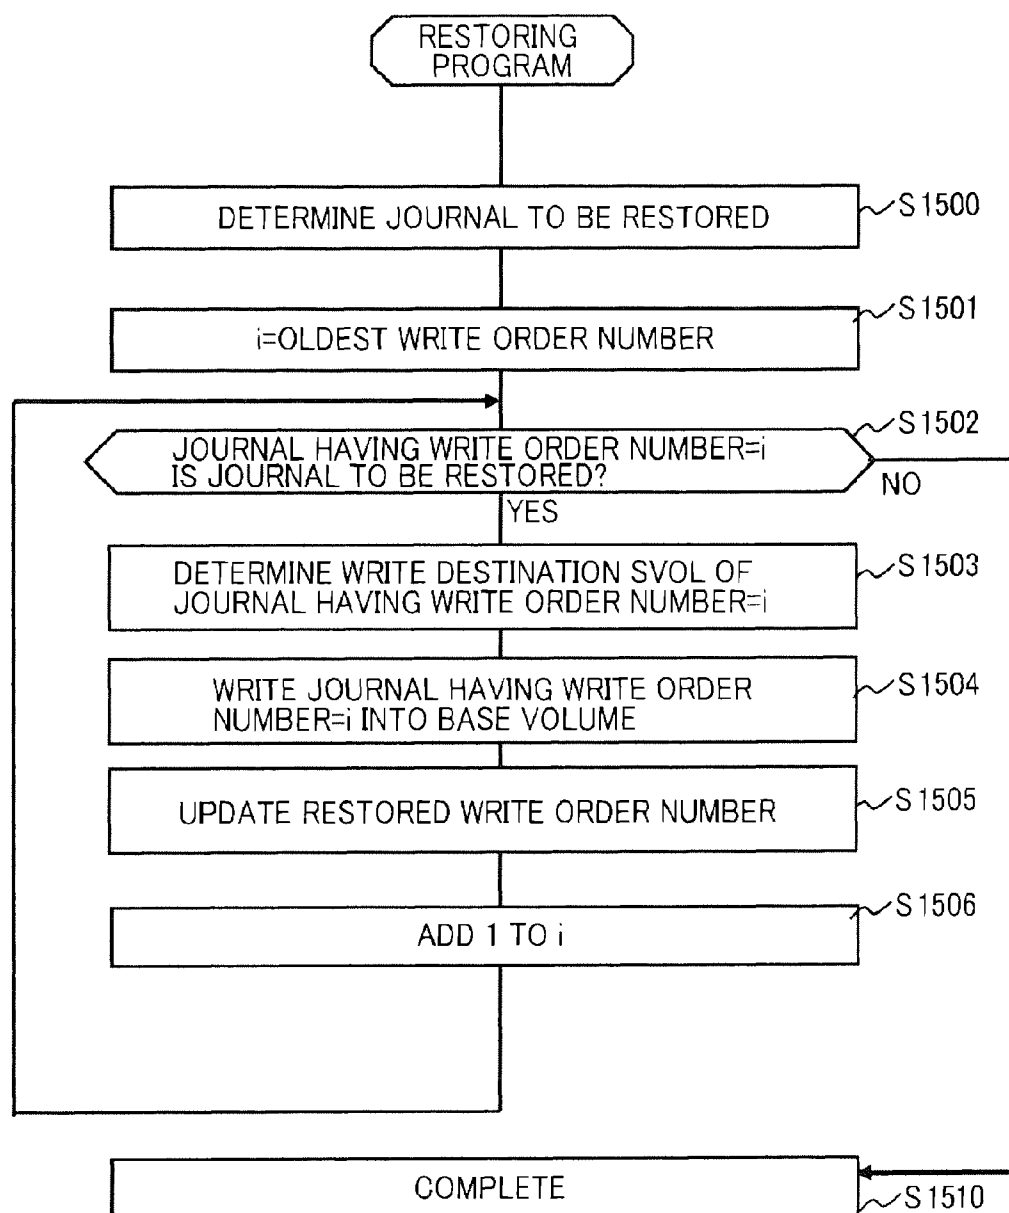 RESTORING
PROGRAM
DETERMINE JOURNAL TO BE RESTORED
S1500
i=OLDEST WRITE ORDER NUMBER
S1501
JOURNAL HAVING WRITE ORDER NUMBER=i
IS JOURNAL TO BE RESTORED?
S1502
NO
YES
DETERMINE WRITE DESTINATION SVOL OF
JOURNAL HAVING WRITE ORDER NUMBER=i
S1503
WRITE JOURNAL HAVING WRITE ORDER
NUMBER=i INTO BASE VOLUME
S1504
UPDATE RESTORED WRITE ORDER NUMBER
S1505
ADD 1 TO i
S1506
COMPLETE
S1510